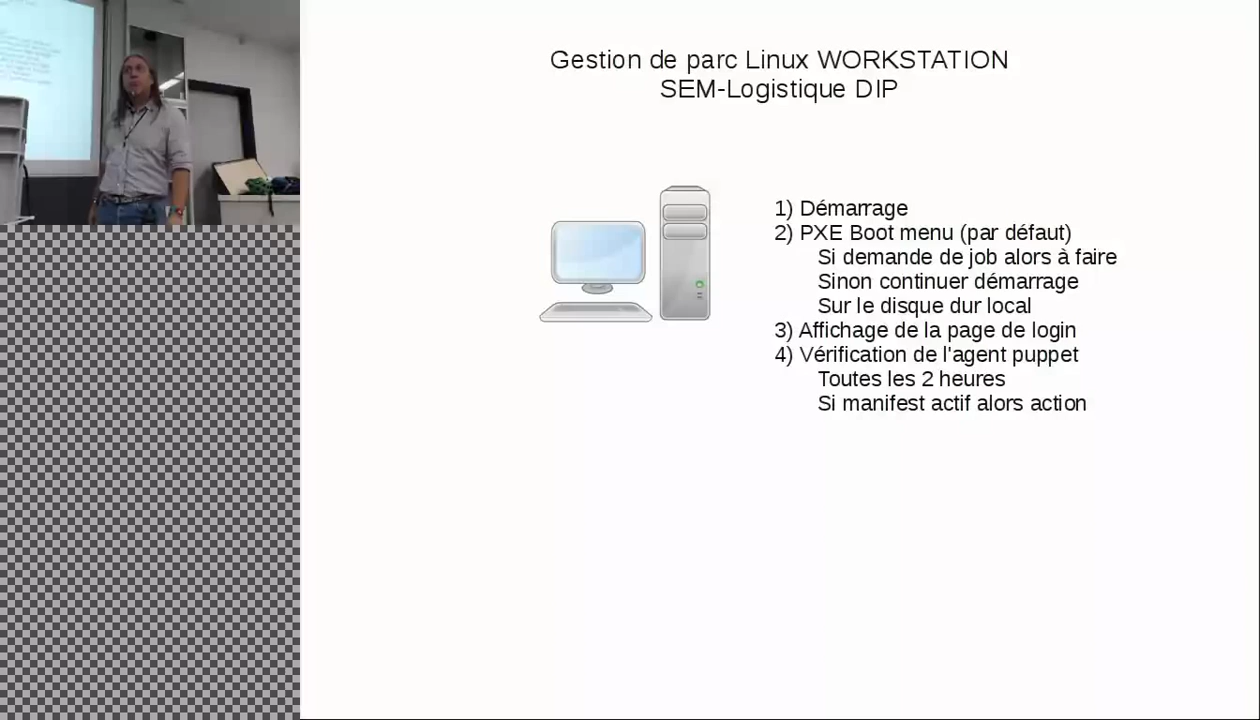 Gestion de parc Linux WORKSTATION
SEM-Logistique DIP
1) Démarrage
2) PXE Boot menu (par défaut)
Si demande de job alors à faire
Sinon continuer démarrage
Sur le disque dur local
3) Affichage de la page de login
4) Vérification de l'agent puppet
Toutes les 2 heures
Si manifest actif alors action